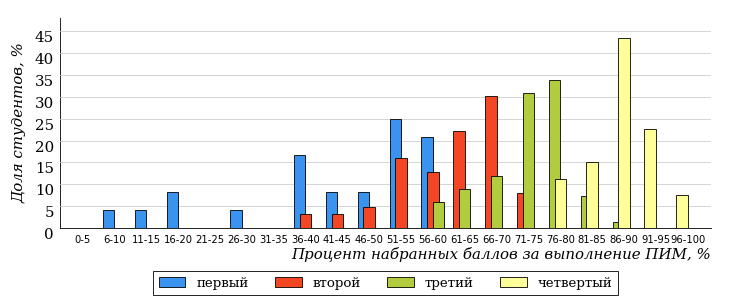 Доля студентов, %
45
40
35
30
25
20
15
10
5
0
0-5 6-10 11-15 16-20 21-25 26-30 31-35 36-40 41-45 46-50 51-55 56-60 61-65 66-70 71-75 76-80 81-85 86-90 91-95 96-100
Процент набранных баллов за выполнение ПИМ, %
первый второй третий четвертый